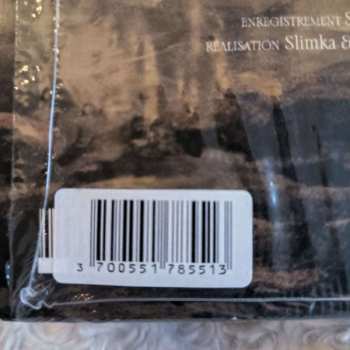 ENREGISTREMENT S
RÉALISATION Slimka &
3 700551 785513